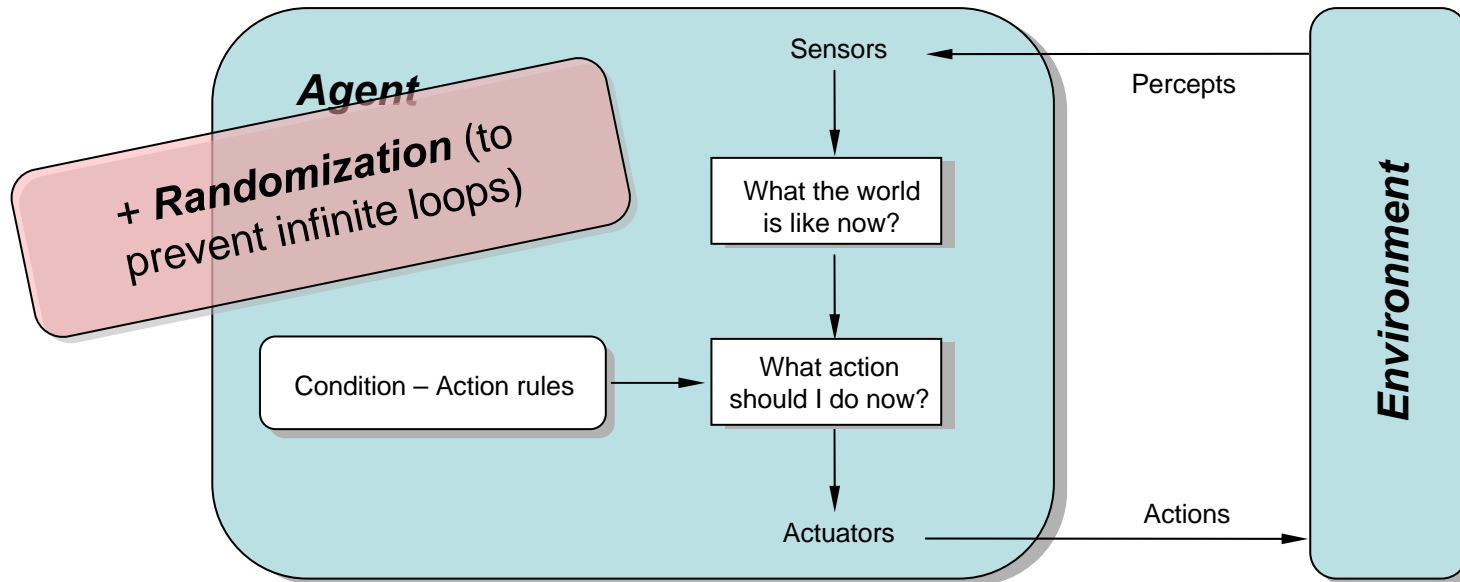 Agent
+ Randomization (to
prevent infinite loops)
Sensors
Percepts
What the world
is like now?
Condition – Action rules
What action
should I do now?
Actuators
Actions
Environment